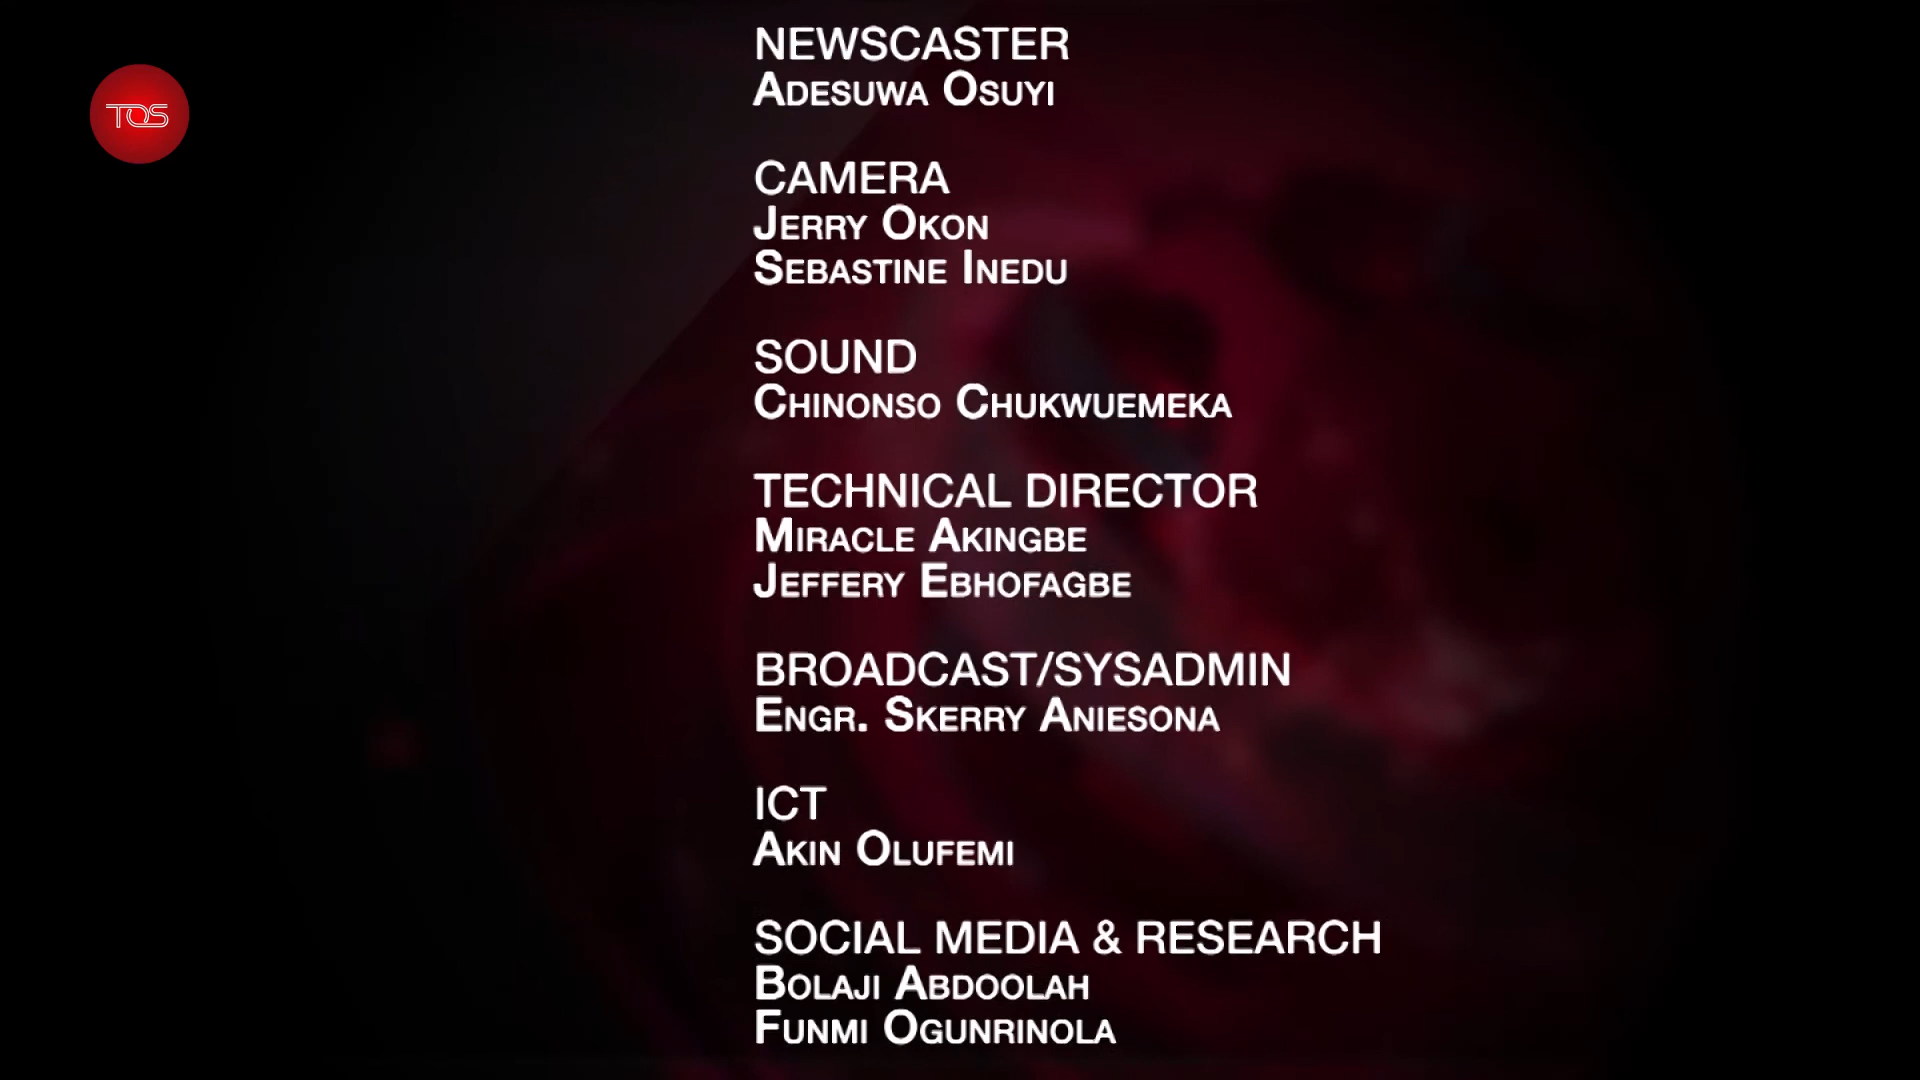 NEWSCASTER
ADESUWA OSUYI
TOS
CAMERA
JERRY OKON
SEBASTINE INEDU
SOUND
CHINONSO CHUKWUEMEKA
TECHNICAL DIRECTOR
MIRACLE AKINGBE
JEFFERY EBHOFAGBE
BROADCAST/SYSADMIN
ENGR. SKERRY ANIESONA
ICT
AKIN OLUFEMI
SOCIAL MEDIA & RESEARCH
BOLAJI ABDOOLAH
FUNMI OGUNRINOLA